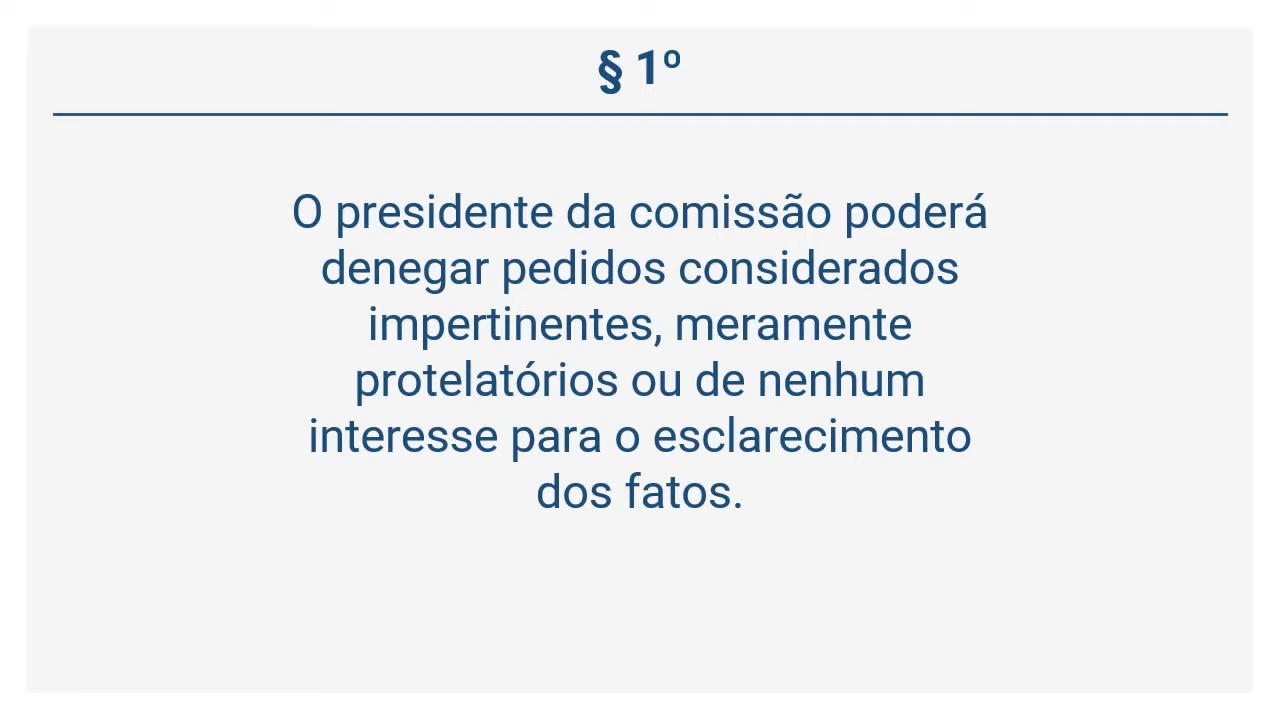 § 1º
O presidente da comissão poderá
denegar pedidos considerados
impertinentes, meramente
protelatórios ou de nenhum
interesse para o esclarecimento
dos fatos.